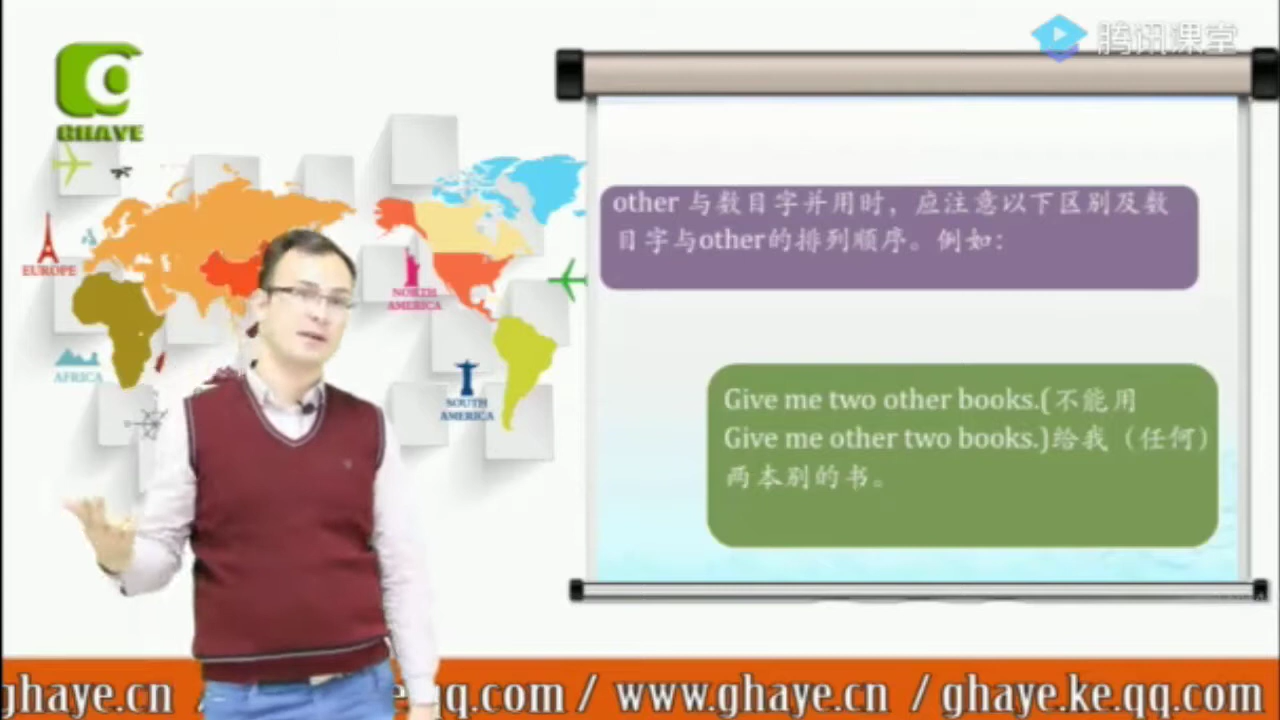 腾讯课堂
GHAYE
EUROPE
NORTH
AMERICA
AFRICA
SOUTH
AMERICA
other 与数目字并用时，应注意以下区别及数
目字与other的排列顺序。例如：
Give me two other books.(不能用
Give me other two books.)给我（任何）
两本别的书。
ghaye.cn / e.qq.com / www.ghaye.cn / ghaye.ke.qq.com